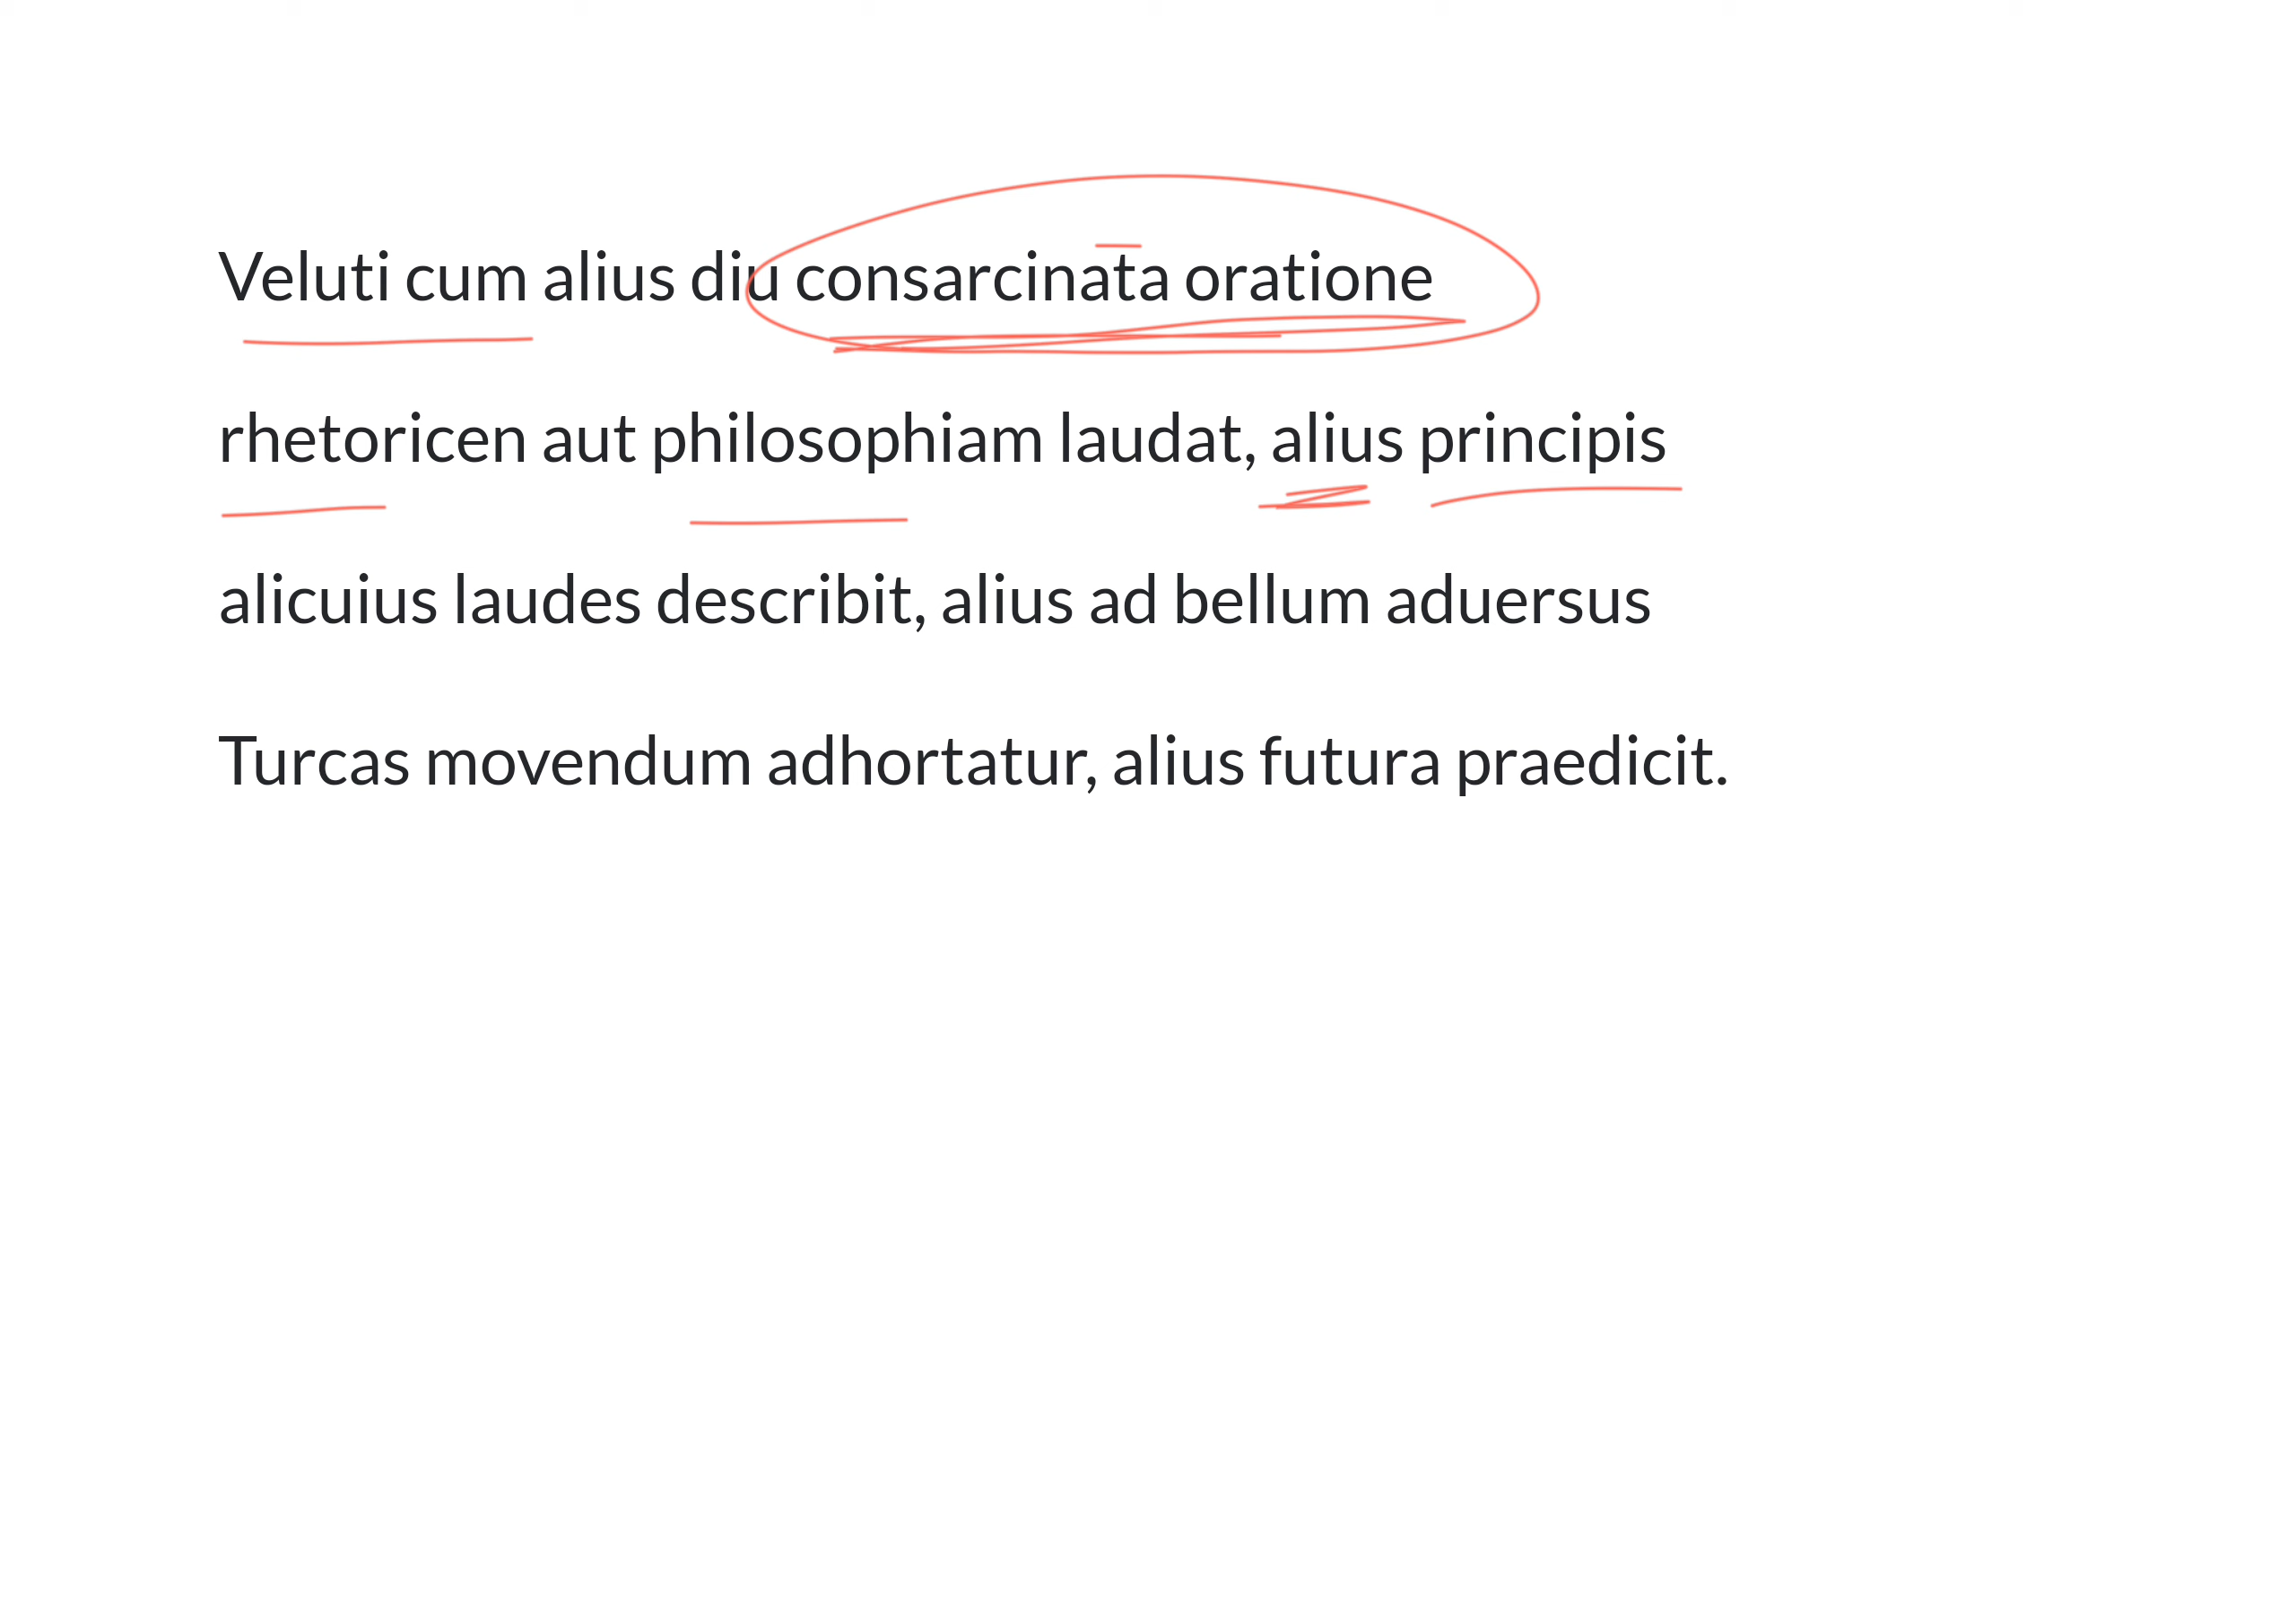 Veluti cum alius diu consarcinata oratione
rhetoricen aut philosophiam laudat, alius principis
alicuius laudes describit, alius ad bellum aduersus
Turcas movendum adhortatur, alius futura praedicit.